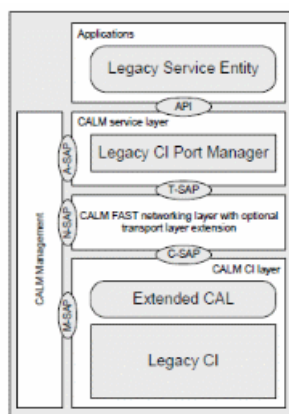 Applications
Legacy Service Entity
API
CALM service layer
Legacy CI Port Manager
A-SAP
T-SAP
CALM FAST networking layer with optional
transport layer extension
N-SAP
C-SAP
CALM CI layer
Extended CAL
M-SAP
Legacy CI
CALM Management